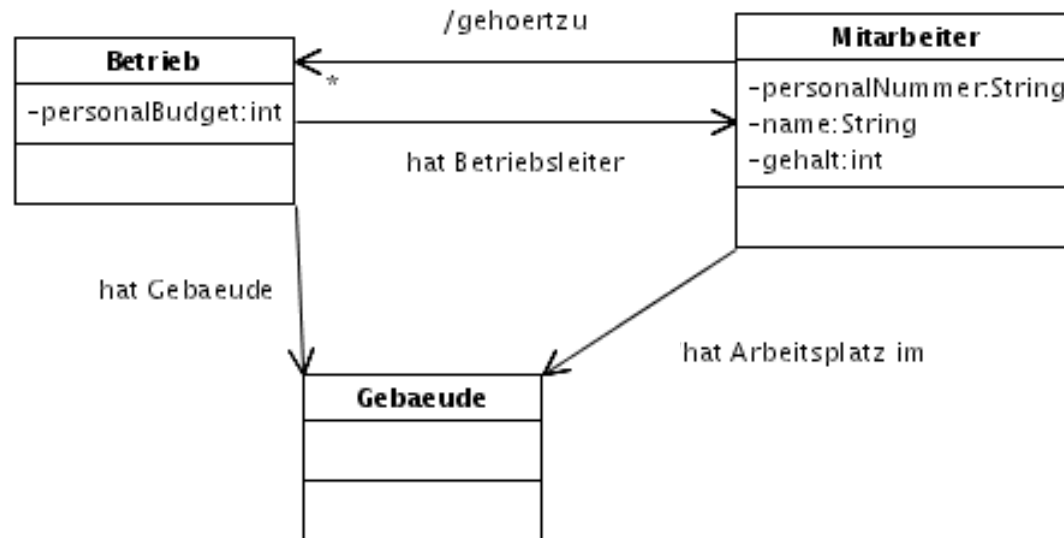 /gehoertzu
Betrieb
-personalBudget:int
*
Mitarbeiter
-personalNummer:String
-name:String
-gehalt:int
hat Betriebsleiter
hat Gebaeude
hat Arbeitsplatz im
Gebaeude